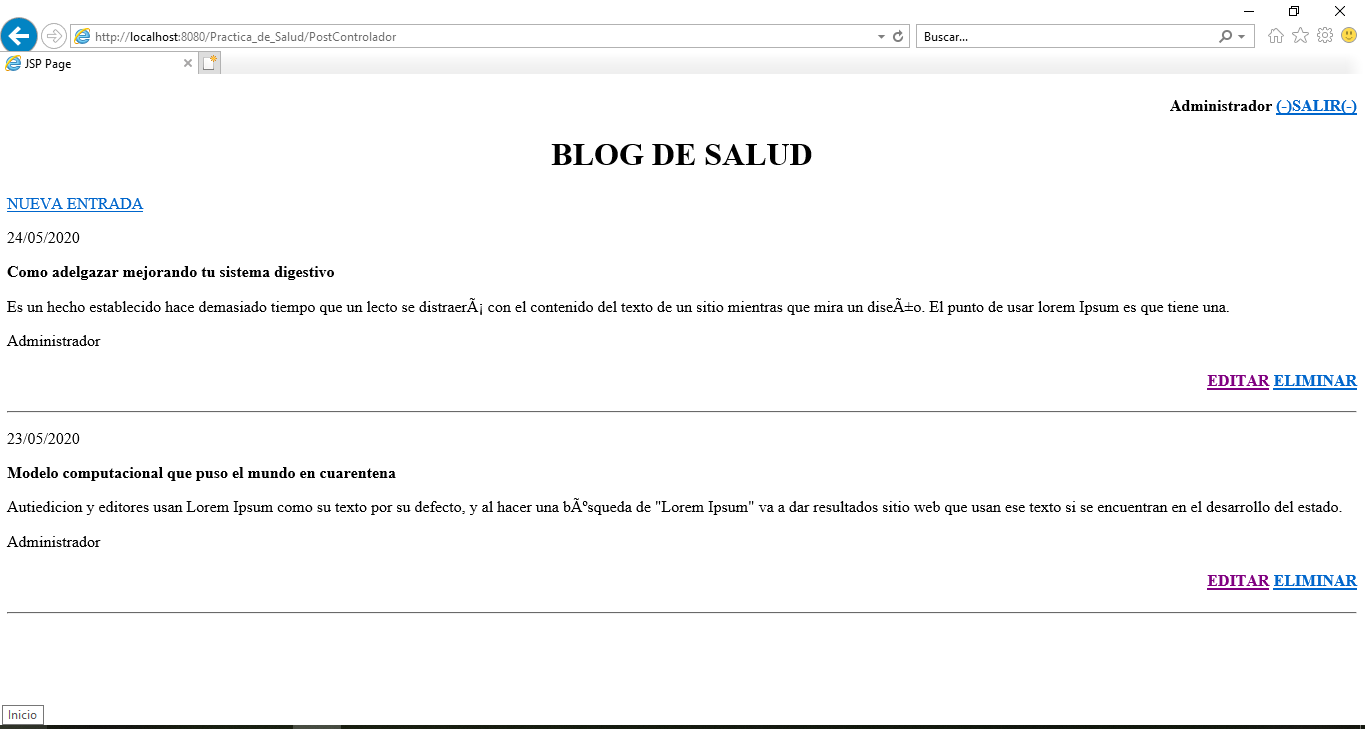 http://localhost:8080/Practica_de_Salud/PostControlador
Buscar...
JSP Page
Administrador (-)SALIR(-)
BLOG DE SALUD
NUEVA ENTRADA
24/05/2020
Como adelgazar mejorando tu sistema digestivo
Es un hecho establecido hace demasiado tiempo que un lecto se distraerÃ¡ con el contenido del texto de un sitio mientras que mira un diseÃ±o. El punto de usar lorem Ipsum es que tiene una.
Administrador
EDITAR ELIMINAR
23/05/2020
Modelo computacional que puso el mundo en cuarentena
Autiedicion y editores usan Lorem Ipsum como su texto por su defecto, y al hacer una bÃºsqueda de "Lorem Ipsum" va a dar resultados sitio web que usan ese texto si se encuentran en el desarrollo del estado.
Administrador
EDITAR ELIMINAR
Inicio